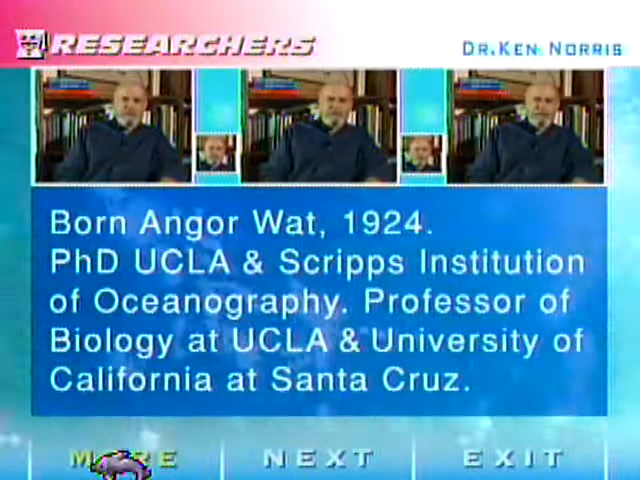 RESEARCHERS
DR.KEN NORRIS
Born Angor Wat, 1924.
PhD UCLA & Scripps Institution
of Oceanography. Professor of
Biology at UCLA & University of
California at Santa Cruz.
MORE
NEXT
EXIT